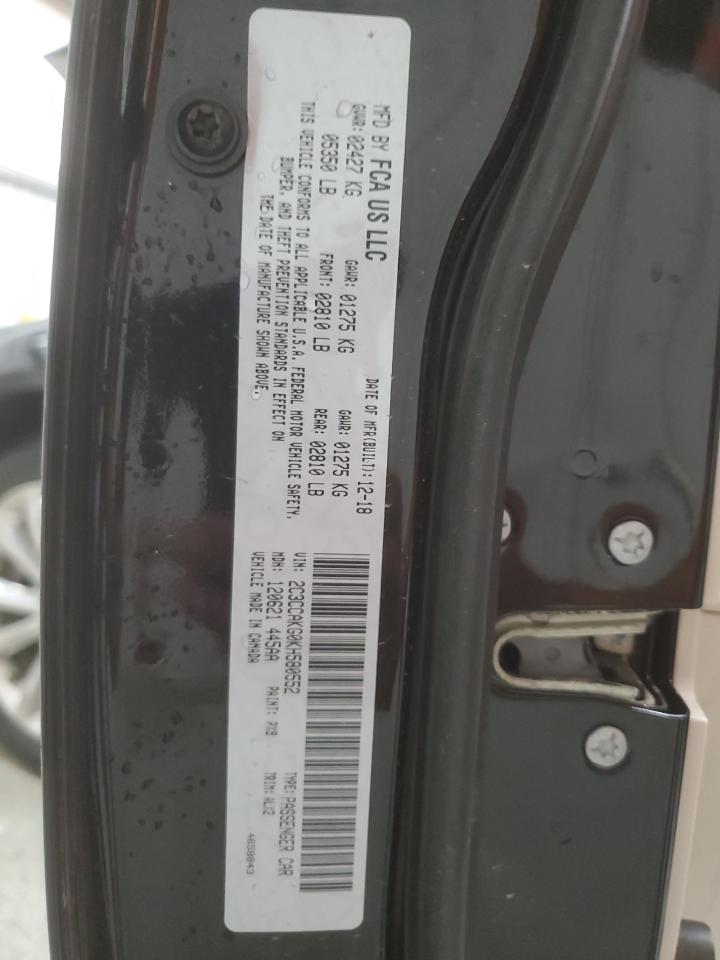 MFD BY FCA US LLC
DATE OF MFR(BUILT): 12-18
GVWR: 02427 KG GAWR: 01275 KG GAWR: 01275 KG
05350 LB FRONT: 02810 LB REAR: 02810 LB
THIS VEHICLE CONFORMS TO ALL APPLICABLE U.S.A. FEDERAL MOTOR VEHICLE SAFETY,
BUMPER, AND THEFT PREVENTION STANDARDS IN EFFECT ON
THE DATE OF MANUFACTURE SHOWN ABOVE.
VIN: 2C3CCAKG0KH580552 TYPE: PASSENGER CAR
MDH: 120621 445AA PAINT: PX8 TRIM: ALX2
VEHICLE MADE IN CANADA 4658043